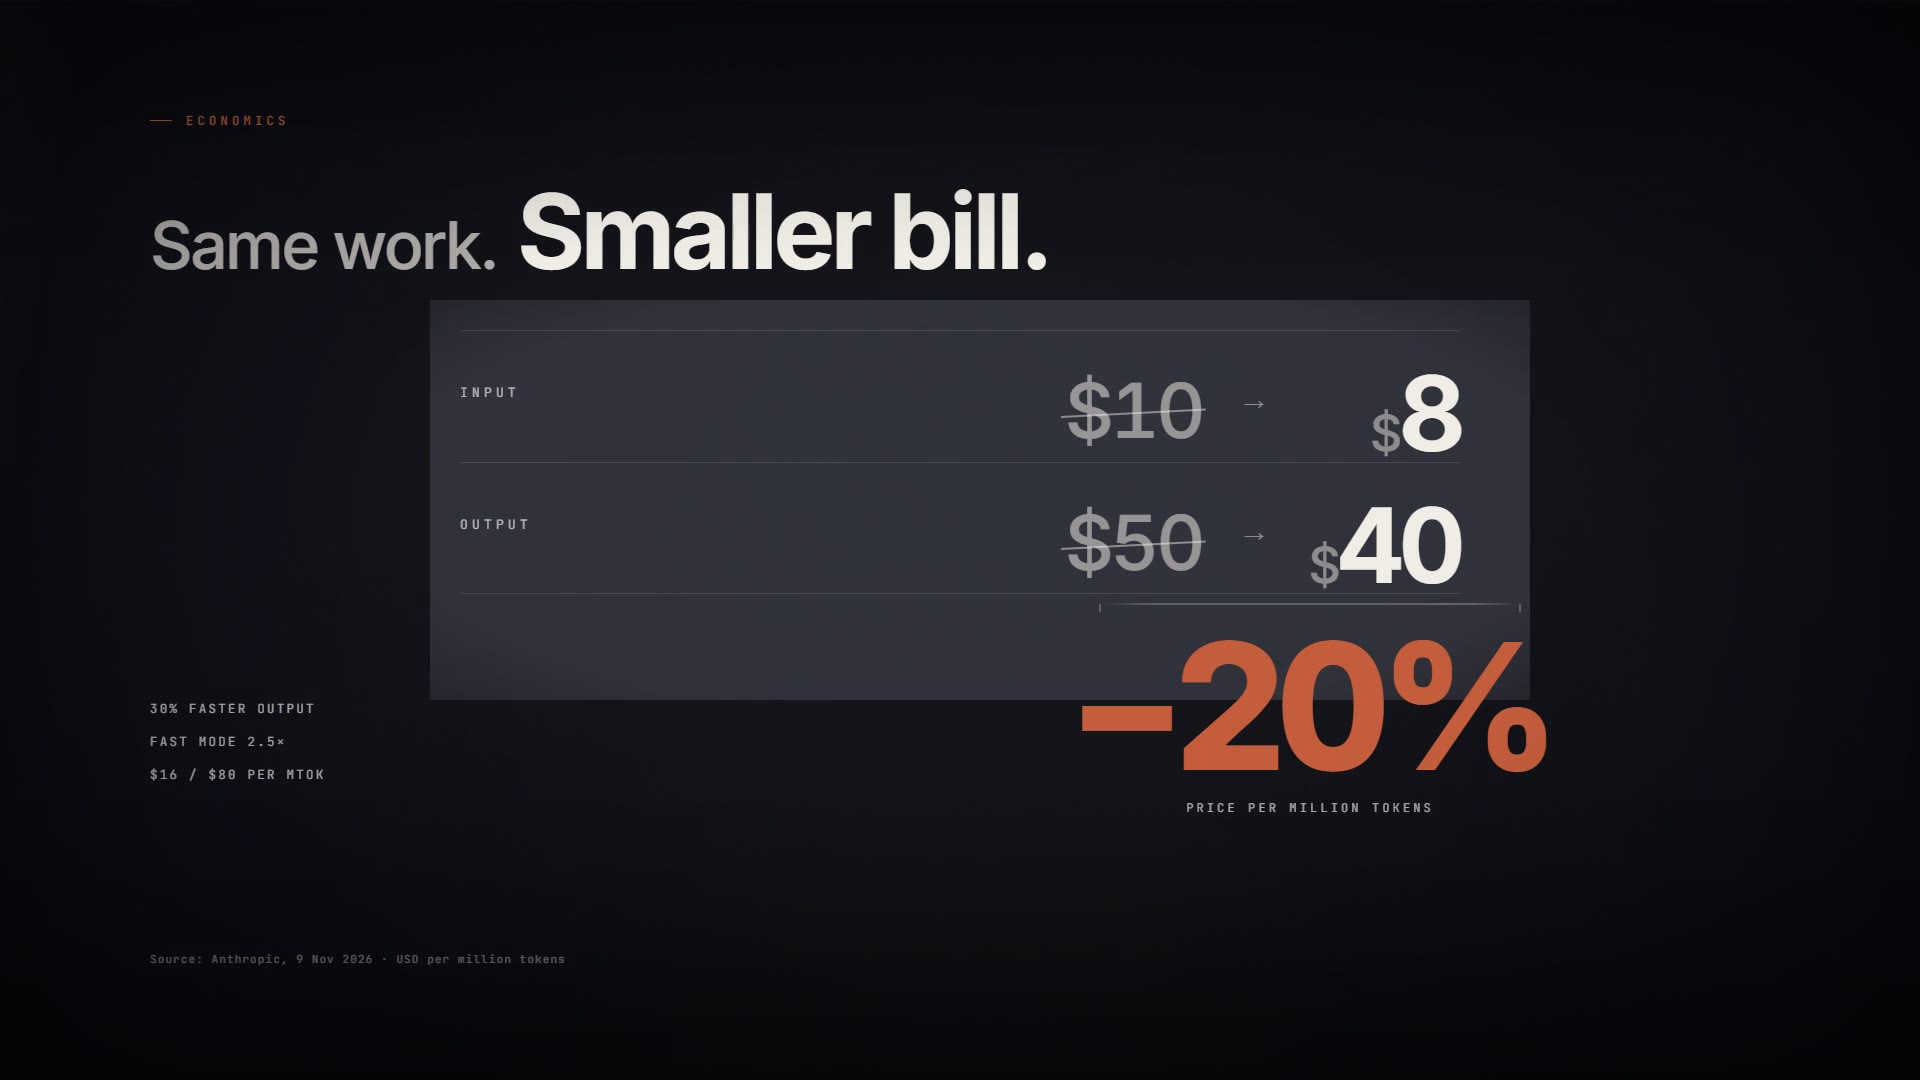 — ECONOMICS
Same work. Smaller bill.
INPUT $10 → $8
OUTPUT $50 → $40
–20%
30% FASTER OUTPUT
FAST MODE 2.5×
$16 / $80 PER MTOK
PRICE PER MILLION TOKENS
Source: Anthropic, 9 Nov 2026 · USD per million tokens